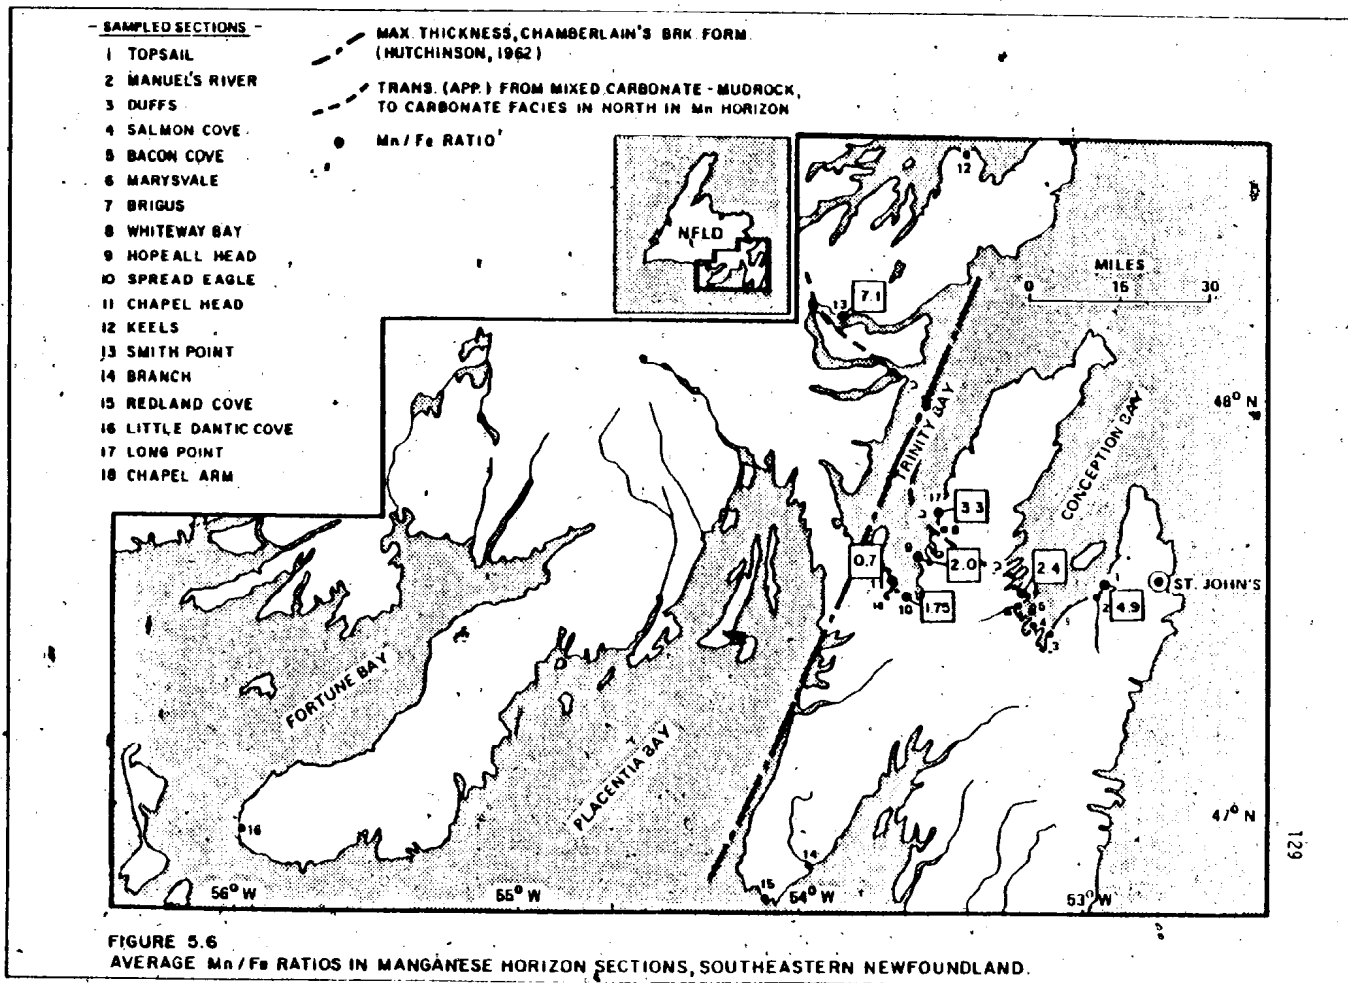 - SAMPLED SECTIONS -
1 TOPSAIL
2 MANUEL'S RIVER
3 DUFFS
4 SALMON COVE
5 BACON COVE
6 MARYSVALE
7 BRIGUS
8 WHITEWAY BAY
9 HOPEALL HEAD
10 SPREAD EAGLE
11 CHAPEL HEAD
12 KEELS
13 SMITH POINT
14 BRANCH
15 REDLAND COVE
16 LITTLE DANTIC COVE
17 LONG POINT
18 CHAPEL ARM
MAX. THICKNESS, CHAMBERLAIN'S BRK FORM.
(HUTCHINSON, 1962)
TRANS. (APP.) FROM MIXED CARBONATE - MUDROCK,
TO CARBONATE FACIES IN NORTH IN Mn HORIZON
Mn/Fe RATIO
NFLD
12
MILES
0 15 30
13
7.1
48° N
TRINITY BAY
CONCEPTION BAY
17
3.3
8
9
0.7
2.0
2.4
1
ST. JOHN'S
10
1.75
2
4.9
5
4
3
FORTUNE BAY
PLACENTIA BAY
47° N
16
14
15
56° W
55° W
54° W
53° W
129
FIGURE 5.6
AVERAGE Mn/Fe RATIOS IN MANGANESE HORIZON SECTIONS, SOUTHEASTERN NEWFOUNDLAND.